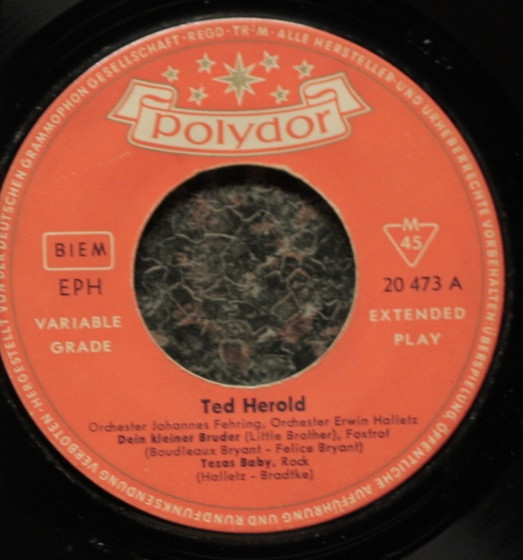 HERGESTELLT VON DER DEUTSCHEN GRAMMOPHON GESELLSCHAFT · REGD·TR·M· ALLE HERSTELLER- UND URHEBERRECHTE VORBEHALTEN · ÜBERSPIELUNG, ÖFFENTLICHE AUFFÜHRUNG UND RUNDFUNKSENDUNG VERBOTEN·
polydor
BIEM
EPH
VARIABLE
GRADE
M
45
20 473 A
EXTENDED
PLAY
Ted Herold
Orchester Johannes Fehring, Orchester Erwin Halletz
Dein kleiner Bruder (Little Brother), Foxtrot
(Boudleaux Bryant - Felice Bryant)
Texas Baby, Rock
(Halletz - Bradtke)